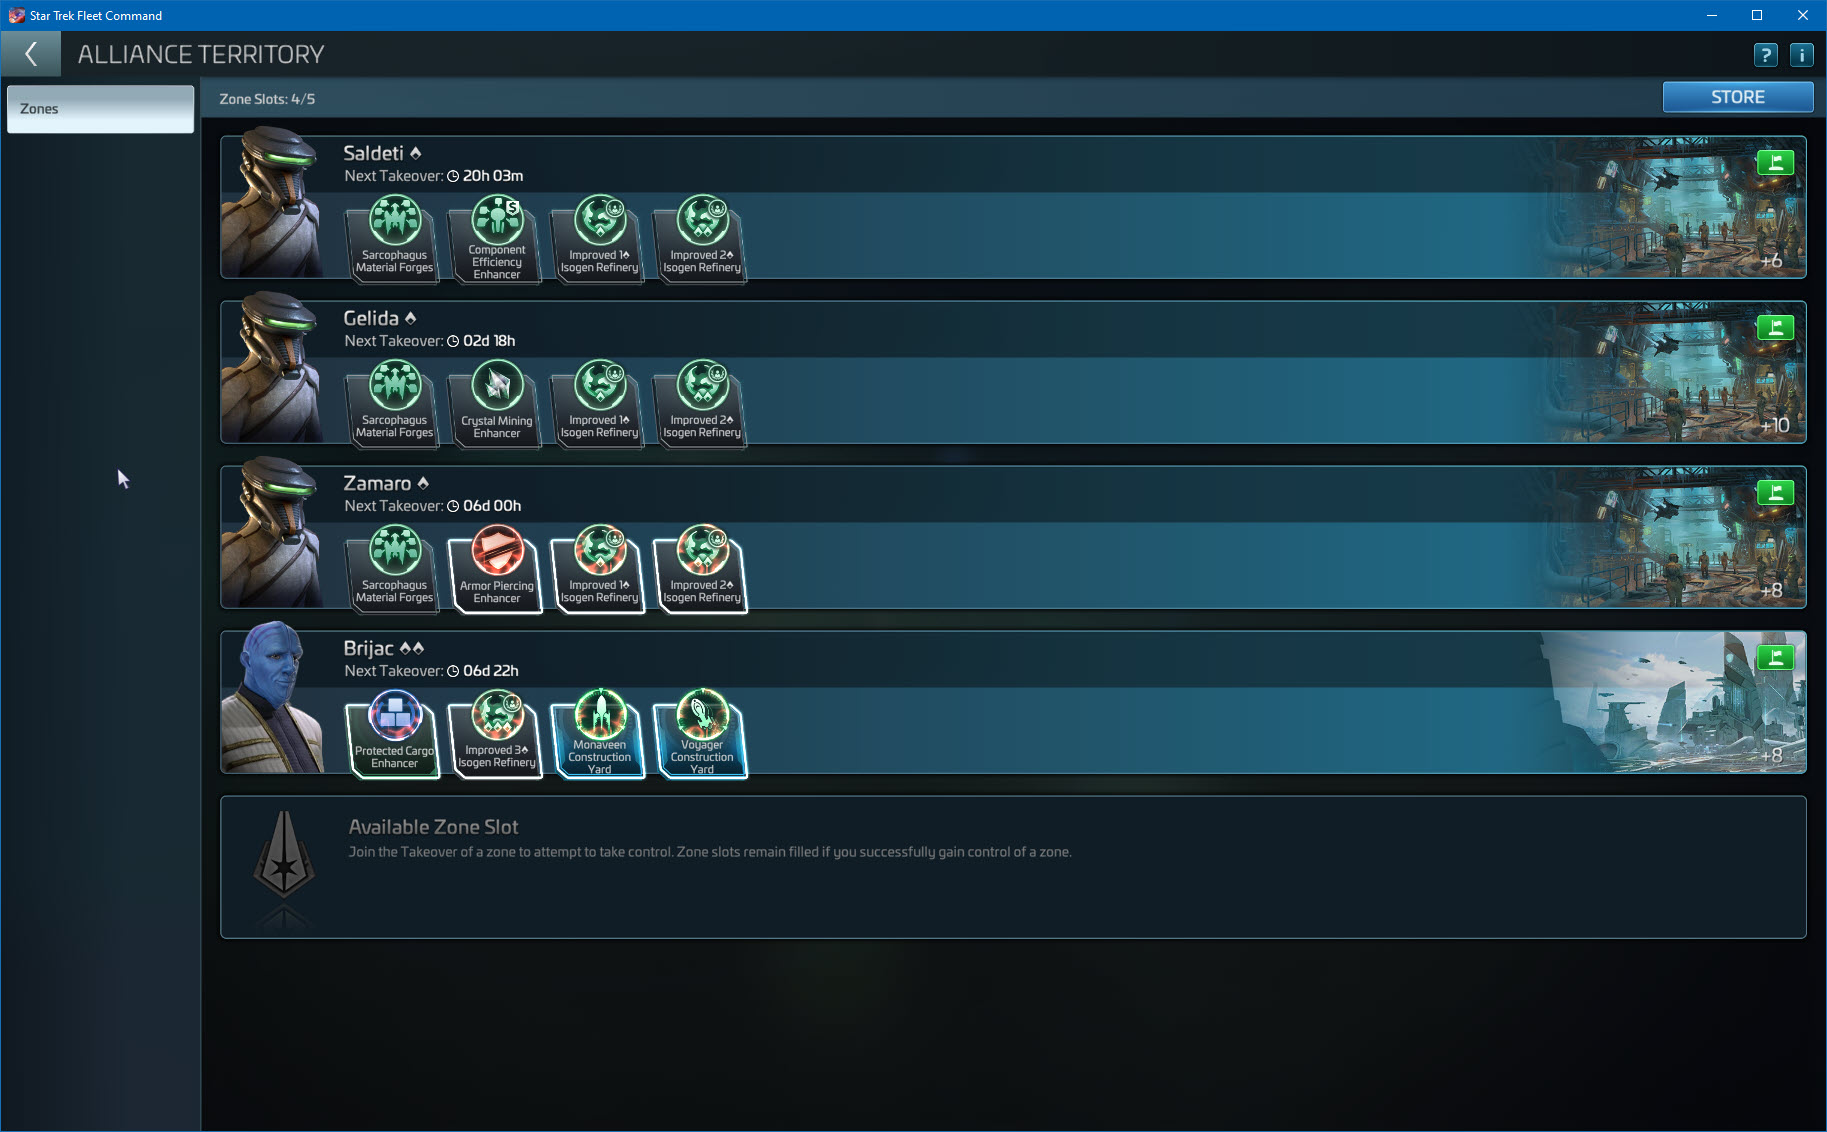 Star Trek Fleet Command
ALLIANCE TERRITORY
? i
Zones
Zone Slots: 4/5
STORE
Saldeti
Next Takeover: 20h 03m
Sarcophagus
Material Forges
Component
Efficiency
Enhancer
Improved 1
Isogen Refinery
Improved 2
Isogen Refinery
+6
Gelida
Next Takeover: 02d 18h
Sarcophagus
Material Forges
Crystal Mining
Enhancer
Improved 1
Isogen Refinery
Improved 2
Isogen Refinery
+10
Zamaro
Next Takeover: 06d 00h
Sarcophagus
Material Forges
Armor Piercing
Enhancer
Improved 1
Isogen Refinery
Improved 2
Isogen Refinery
+8
Brijac
Next Takeover: 06d 22h
Protected Cargo
Enhancer
Improved 3
Isogen Refinery
Monaveen
Construction
Yard
Voyager
Construction
Yard
+8
Available Zone Slot
Join the Takeover of a zone to attempt to take control. Zone slots remain filled if you successfully gain control of a zone.